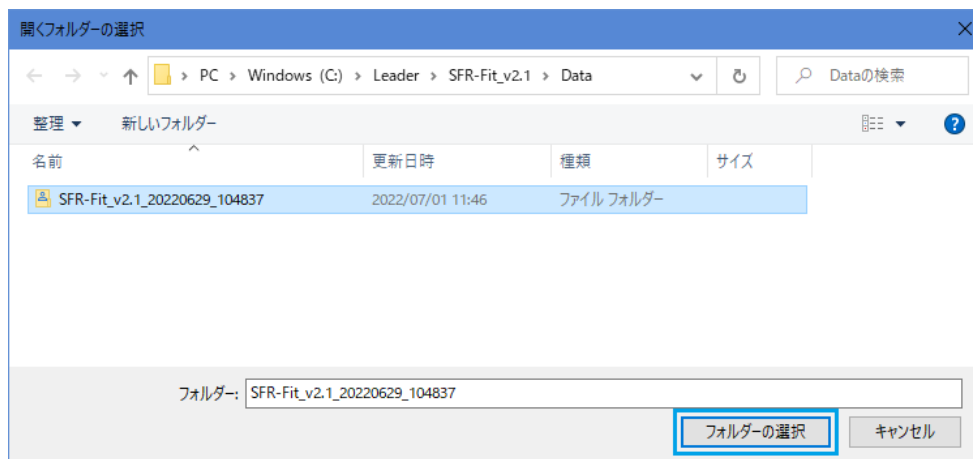 開くフォルダーの選択
PC > Windows (C:) > Leader > SFR-Fit_v2.1 > Data
Dataの検索
整理 新しいフォルダー
名前 更新日時 種類 サイズ
SFR-Fit_v2.1_20220629_104837 2022/07/01 11:46 ファイル フォルダー
フォルダー: SFR-Fit_v2.1_20220629_104837
フォルダーの選択 キャンセル